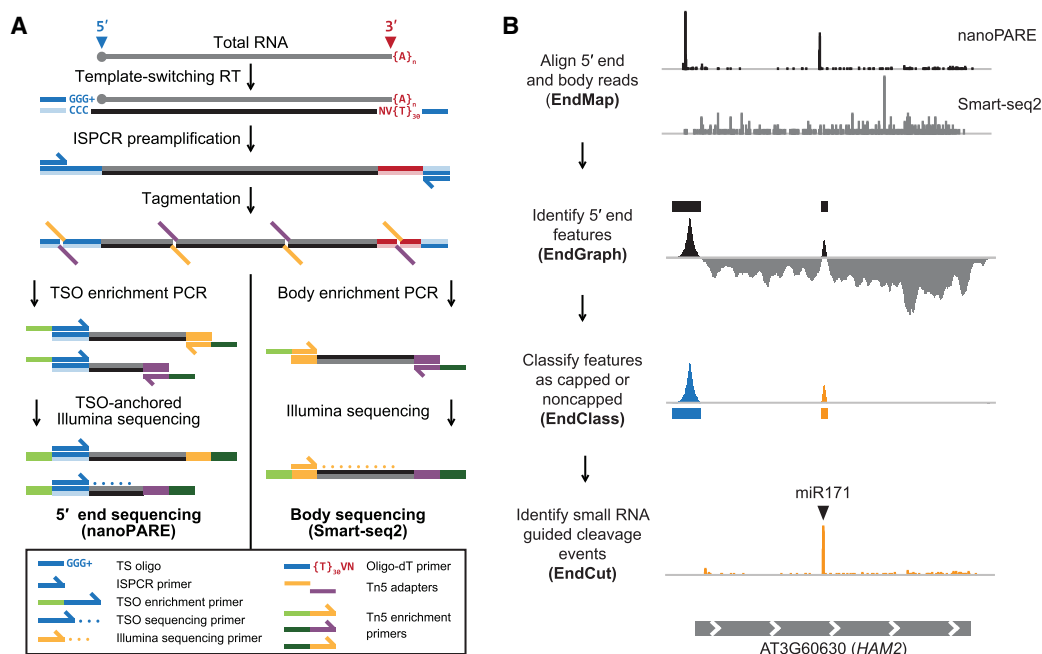 A
5′
3′
Total RNA
{A}n
Template-switching RT
GGG+
{A}n
CCC
NV{T}30
ISPCR preamplification
Tagmentation
TSO enrichment PCR
Body enrichment PCR
TSO-anchored
Illumina sequencing
Illumina sequencing
5′ end sequencing
(nanoPARE)
Body sequencing
(Smart-seq2)
GGG+
TS oligo
ISPCR primer
TSO enrichment primer
TSO sequencing primer
Illumina sequencing primer
{T}30VN
Oligo-dT primer
Tn5 adapters
Tn5 enrichment
primers
B
Align 5′ end
and body reads
(EndMap)
nanoPARE
Smart-seq2
Identify 5′ end
features
(EndGraph)
Classify features
as capped or
noncapped
(EndClass)
Identify small RNA
guided cleavage
events
(EndCut)
miR171
AT3G60630 (HAM2)